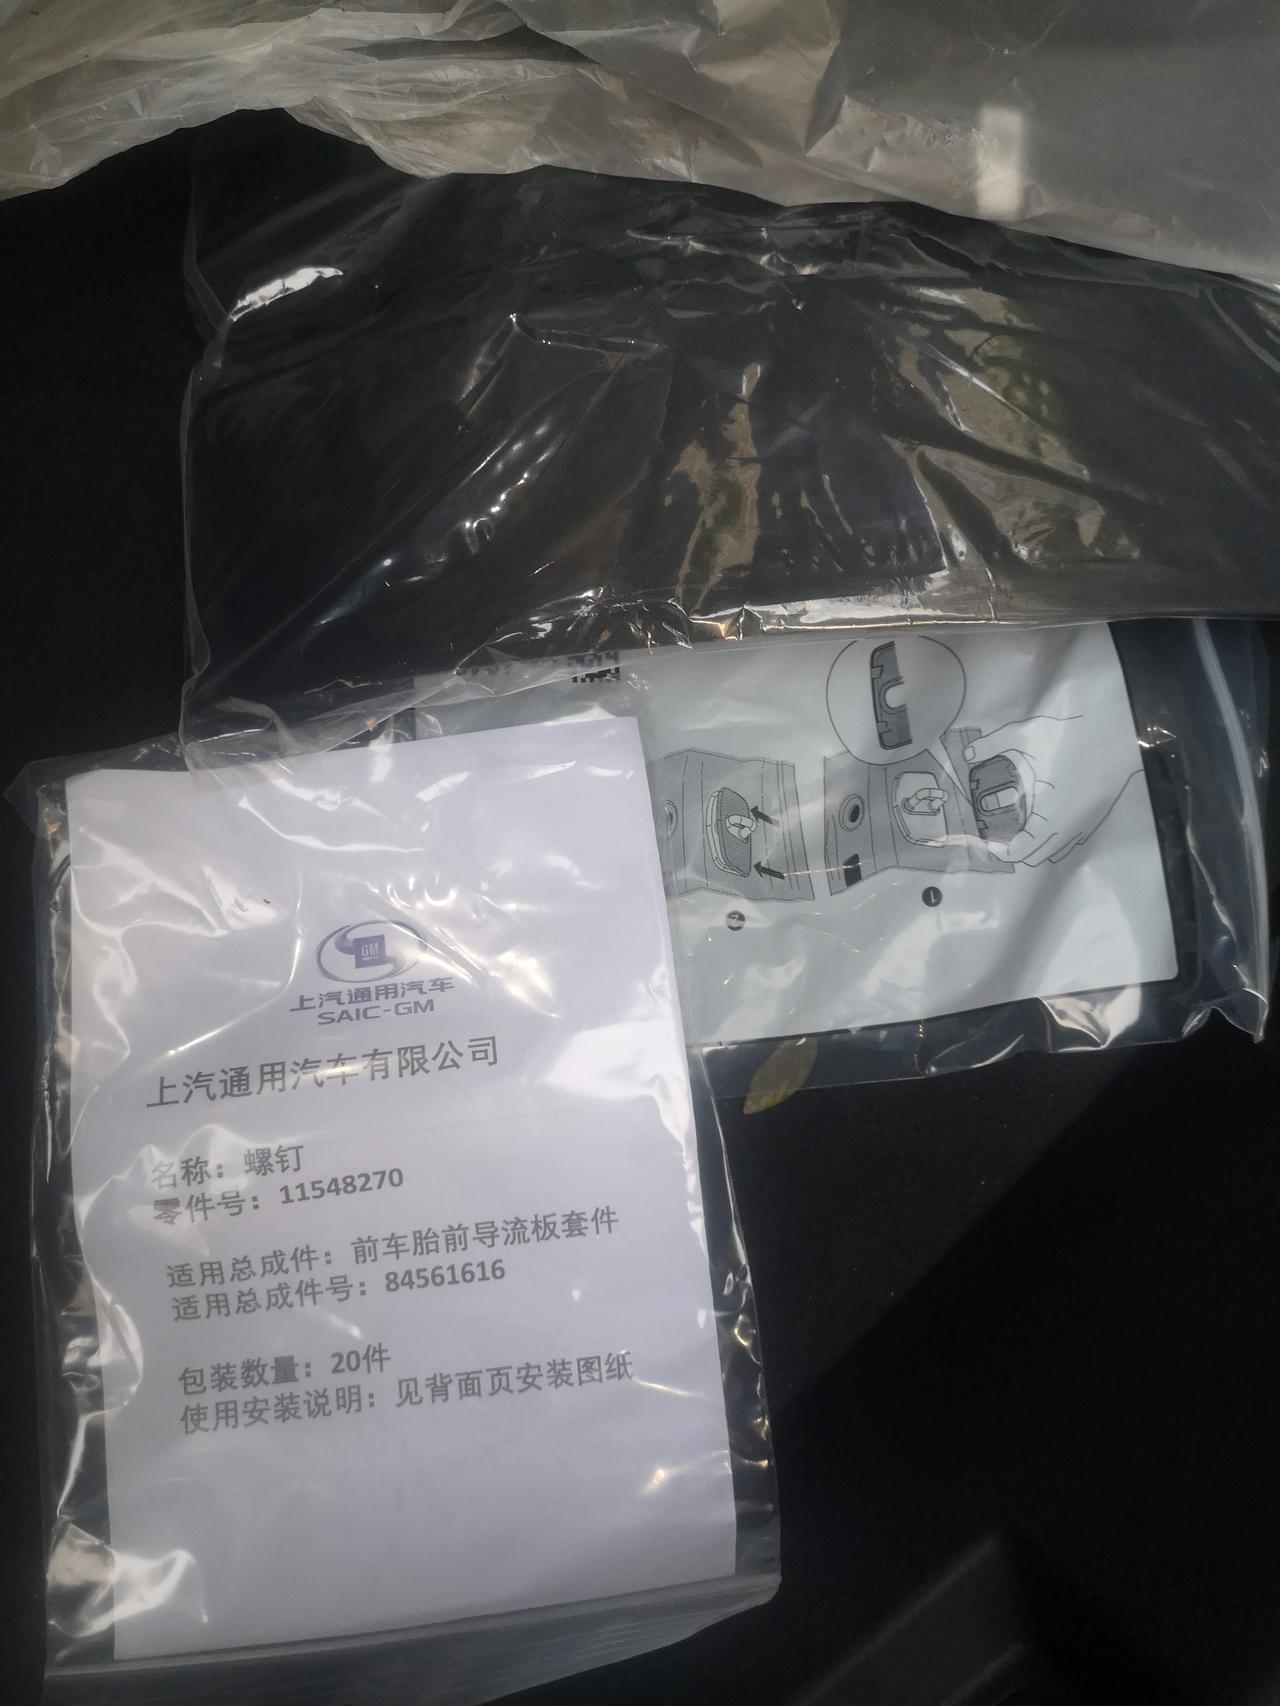 GM
上汽通用汽车
SAIC-GM
上汽通用汽车有限公司
名称：螺钉
零件号：11548270
适用总成件：前车胎前导流板套件
适用总成件号：84561616
包装数量：20件
使用安装说明：见背面页安装图纸
1
2